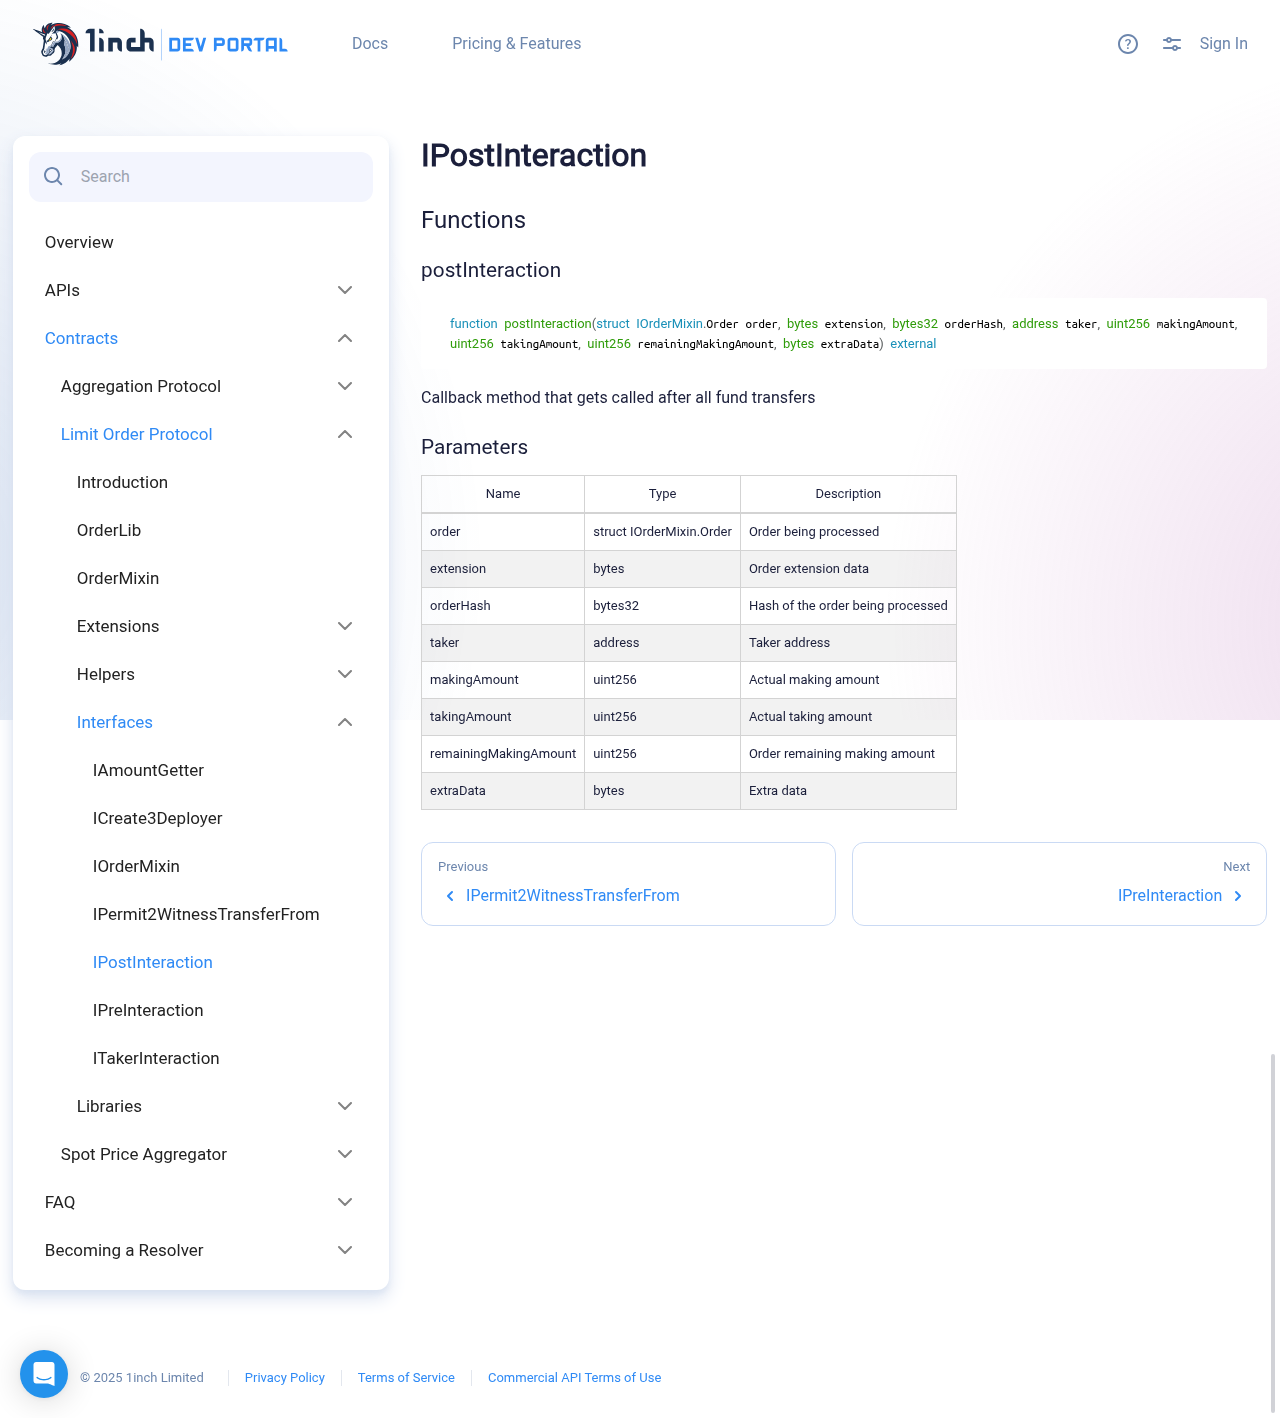 1inch DEV PORTAL
Docs
Pricing & Features
Sign In
Search
Overview
APIs
Contracts
Aggregation Protocol
Limit Order Protocol
Introduction
OrderLib
OrderMixin
Extensions
Helpers
Interfaces
IAmountGetter
ICreate3Deployer
IOrderMixin
IPermit2WitnessTransferFrom
IPostInteraction
IPreInteraction
ITakerInteraction
Libraries
Spot Price Aggregator
FAQ
Becoming a Resolver
IPostInteraction
Functions
postInteraction
function postInteraction(struct IOrderMixin.Order order, bytes extension, bytes32 orderHash, address taker, uint256 makingAmount,
uint256 takingAmount, uint256 remainingMakingAmount, bytes extraData) external
Callback method that gets called after all fund transfers
Parameters
Name Type Description
order struct IOrderMixin.Order Order being processed
extension bytes Order extension data
orderHash bytes32 Hash of the order being processed
taker address Taker address
makingAmount uint256 Actual making amount
takingAmount uint256 Actual taking amount
remainingMakingAmount uint256 Order remaining making amount
extraData bytes Extra data
Previous
IPermit2WitnessTransferFrom
Next
IPreInteraction
© 2025 1inch Limited
Privacy Policy
Terms of Service
Commercial API Terms of Use